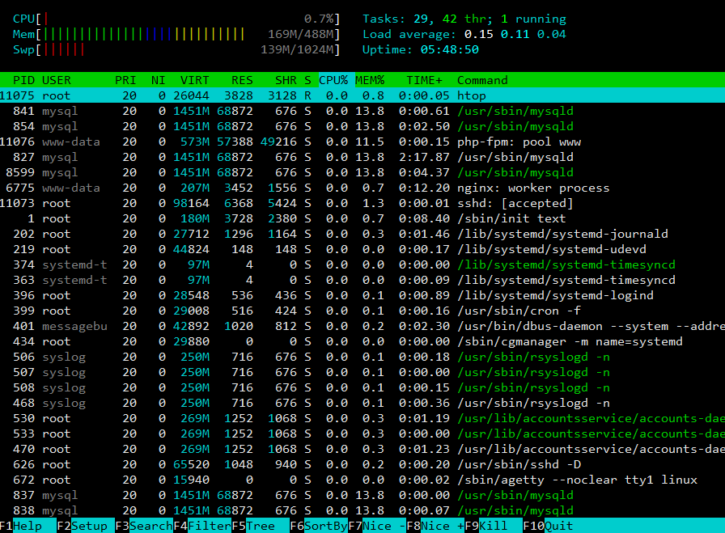 CPU[| 0.7%] Tasks: 29, 42 thr; 1 running
Mem[||||||||||||||||||||||||||||| 169M/488M] Load average: 0.15 0.11 0.04
Swp[|||||| 139M/1024M] Uptime: 05:48:50
PID USER PRI NI VIRT RES SHR S CPU% MEM% TIME+ Command
11075 root 20 0 26044 3828 3128 R 0.0 0.8 0:00.05 htop
841 mysql 20 0 1451M 68872 676 S 0.0 13.8 0:00.61 /usr/sbin/mysqld
854 mysql 20 0 1451M 68872 676 S 0.0 13.8 0:02.50 /usr/sbin/mysqld
11076 www-data 20 0 573M 57388 49216 S 0.0 11.5 0:00.15 php-fpm: pool www
827 mysql 20 0 1451M 68872 676 S 0.0 13.8 2:17.87 /usr/sbin/mysqld
8599 mysql 20 0 1451M 68872 676 S 0.0 13.8 0:04.37 /usr/sbin/mysqld
6775 www-data 20 0 207M 3452 1556 S 0.0 0.7 0:12.20 nginx: worker process
11073 root 20 0 98164 6368 5424 S 0.0 1.3 0:00.01 sshd: [accepted]
1 root 20 0 180M 3728 2380 S 0.0 0.7 0:08.40 /sbin/init text
202 root 20 0 27712 1296 1164 S 0.0 0.3 0:01.46 /lib/systemd/systemd-journald
219 root 20 0 44824 148 148 S 0.0 0.0 0:00.17 /lib/systemd/systemd-udevd
374 systemd-t 20 0 97M 4 0 S 0.0 0.0 0:00.00 /lib/systemd/systemd-timesyncd
363 systemd-t 20 0 97M 4 0 S 0.0 0.0 0:00.09 /lib/systemd/systemd-timesyncd
396 root 20 0 28548 536 436 S 0.0 0.1 0:00.89 /lib/systemd/systemd-logind
399 root 20 0 29008 516 424 S 0.0 0.1 0:00.16 /usr/sbin/cron -f
401 messagebu 20 0 42892 1020 812 S 0.0 0.2 0:02.30 /usr/bin/dbus-daemon --system --addre
434 root 20 0 29880 0 0 S 0.0 0.0 0:00.00 /sbin/cgmanager -m name=systemd
506 syslog 20 0 250M 716 676 S 0.0 0.1 0:00.18 /usr/sbin/rsyslogd -n
507 syslog 20 0 250M 716 676 S 0.0 0.1 0:00.00 /usr/sbin/rsyslogd -n
508 syslog 20 0 250M 716 676 S 0.0 0.1 0:00.15 /usr/sbin/rsyslogd -n
468 syslog 20 0 250M 716 676 S 0.0 0.1 0:00.36 /usr/sbin/rsyslogd -n
530 root 20 0 269M 1252 1068 S 0.0 0.3 0:01.19 /usr/lib/accountsservice/accounts-dae
533 root 20 0 269M 1252 1068 S 0.0 0.3 0:00.00 /usr/lib/accountsservice/accounts-dae
470 root 20 0 269M 1252 1068 S 0.0 0.3 0:01.23 /usr/lib/accountsservice/accounts-dae
626 root 20 0 65520 1048 940 S 0.0 0.2 0:00.20 /usr/sbin/sshd -D
672 root 20 0 15940 0 0 S 0.0 0.0 0:00.02 /sbin/agetty --noclear tty1 linux
837 mysql 20 0 1451M 68872 676 S 0.0 13.8 0:00.00 /usr/sbin/mysqld
838 mysql 20 0 1451M 68872 676 S 0.0 13.8 0:00.07 /usr/sbin/mysqld
F1Help F2Setup F3SearchF4FilterF5Tree F6SortByF7Nice -F8Nice +F9Kill F10Quit